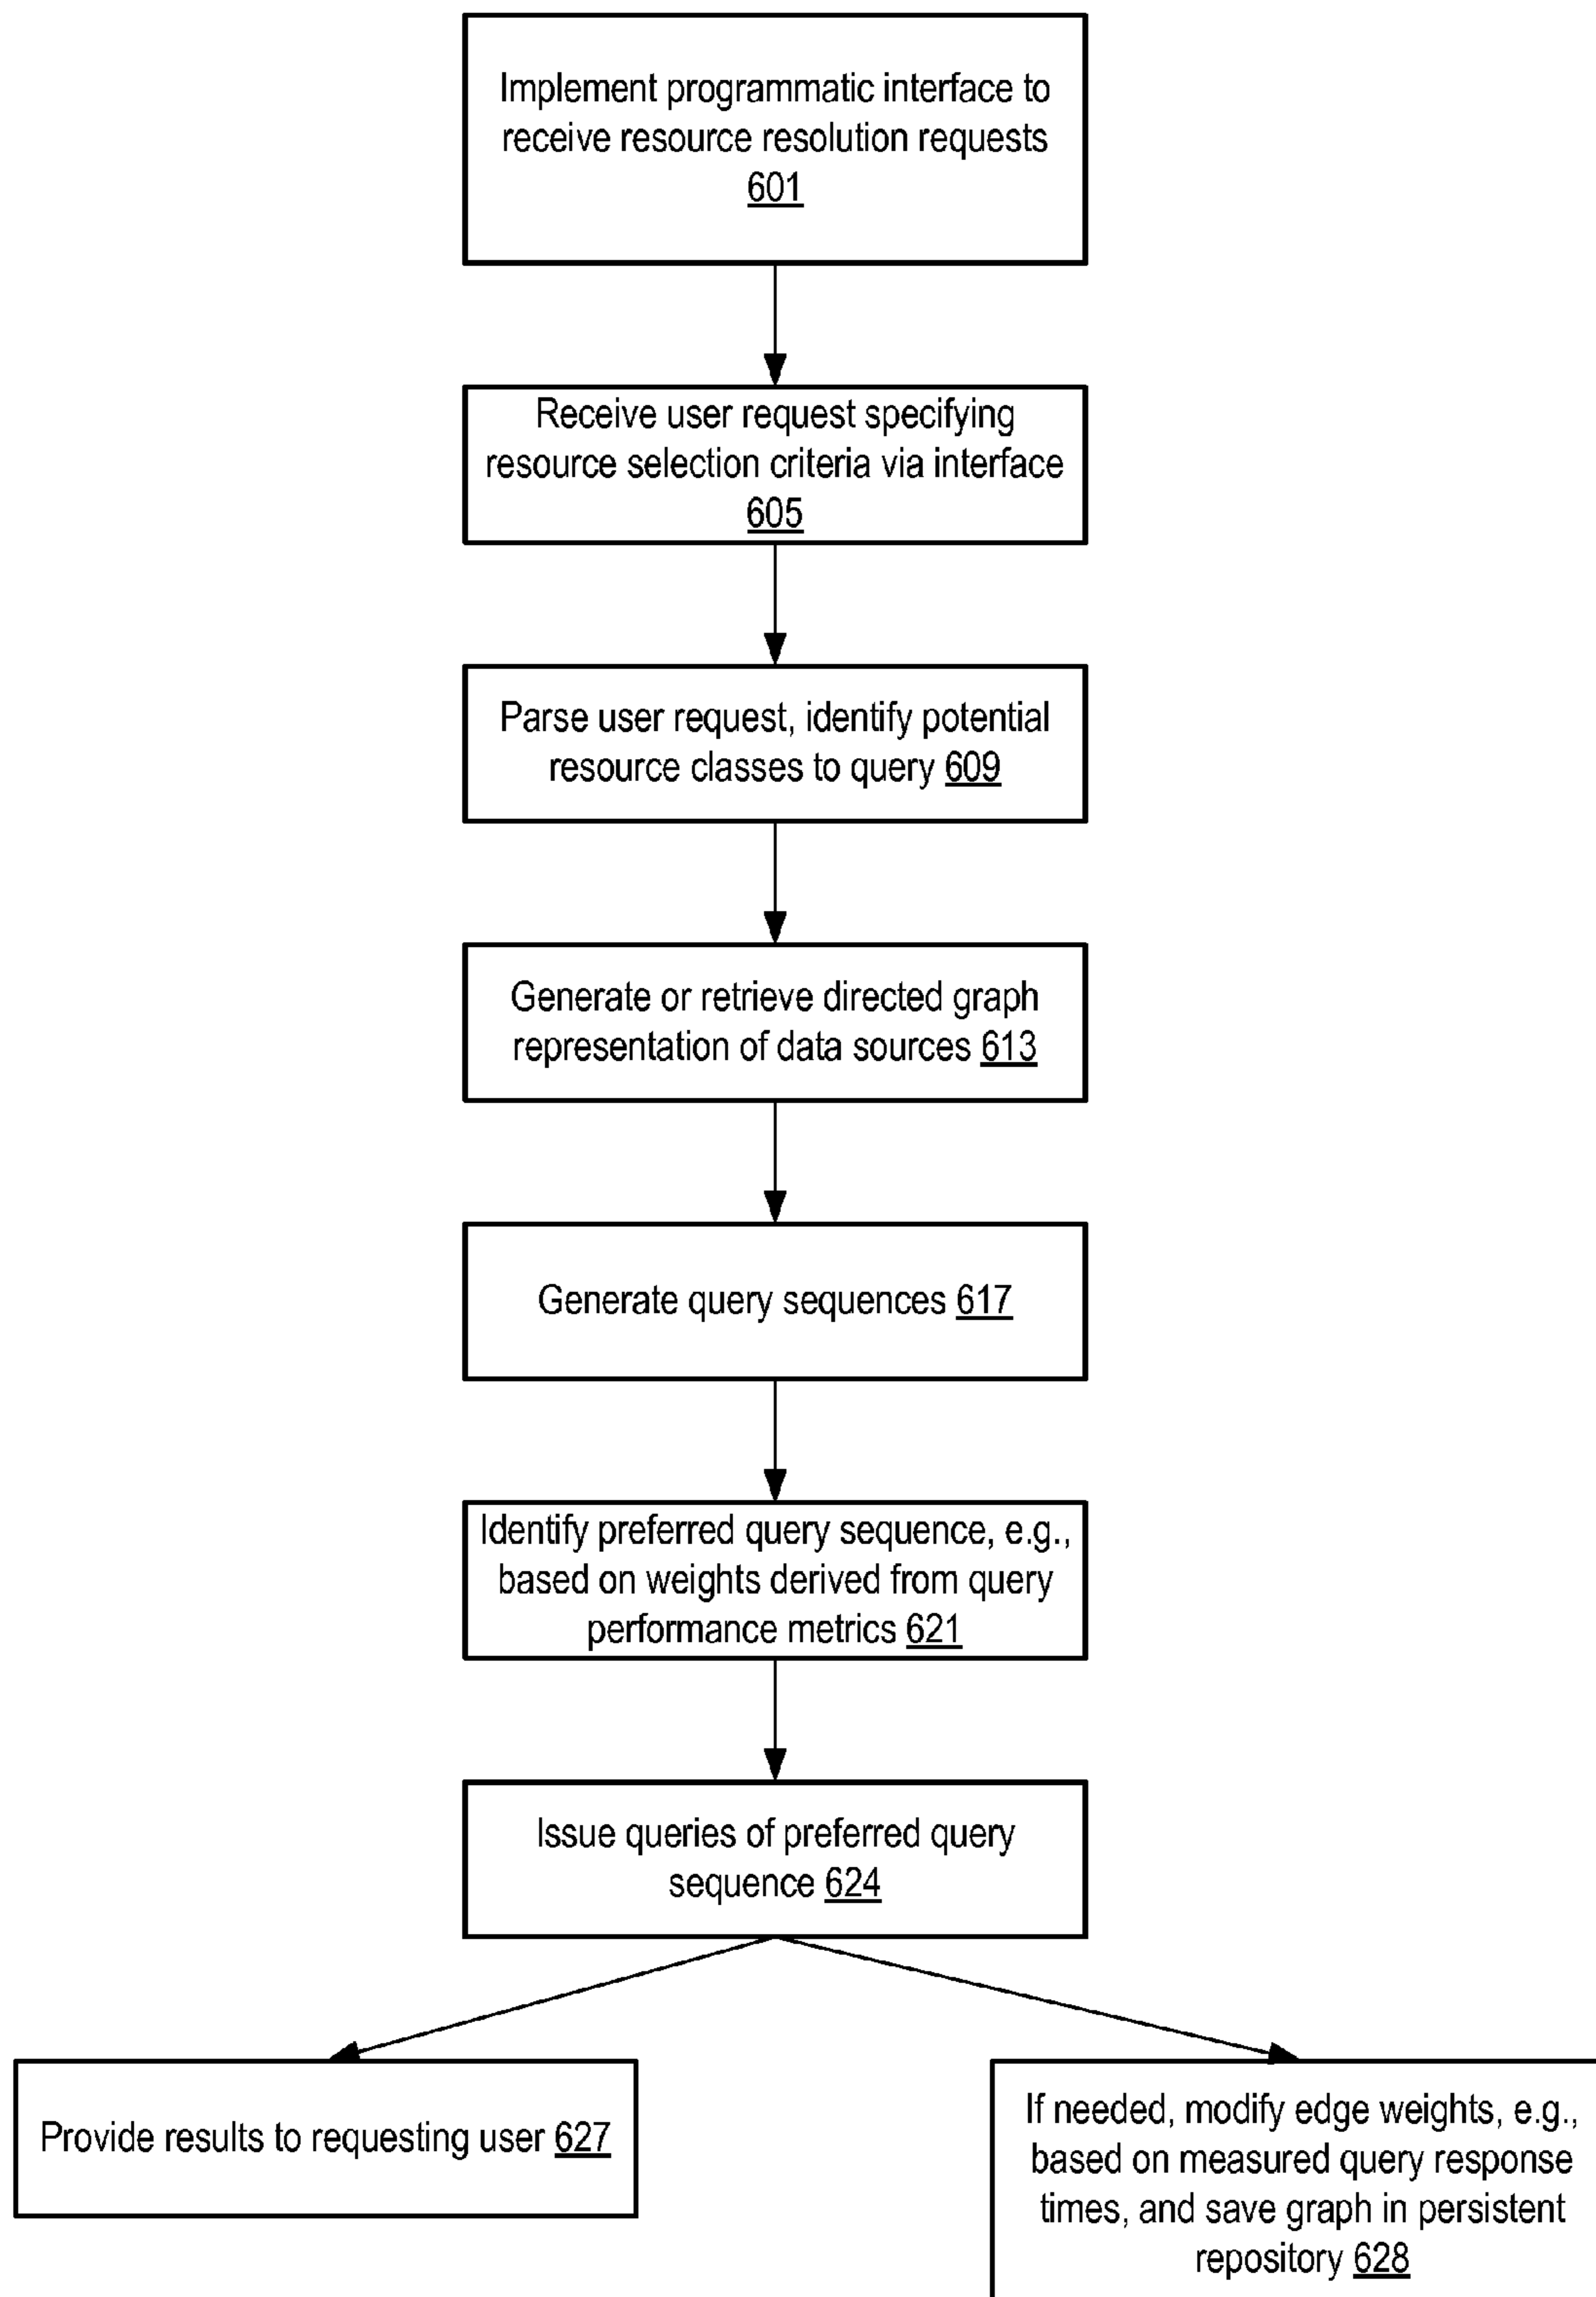 Implement programmatic interface to
receive resource resolution requests
601
Receive user request specifying
resource selection criteria via interface
605
Parse user request, identify potential
resource classes to query 609
Generate or retrieve directed graph
representation of data sources 613
Generate query sequences 617
Identify preferred query sequence, e.g.,
based on weights derived from query
performance metrics 621
Issue queries of preferred query
sequence 624
Provide results to requesting user 627
If needed, modify edge weights, e.g.,
based on measured query response
times, and save graph in persistent
repository 628